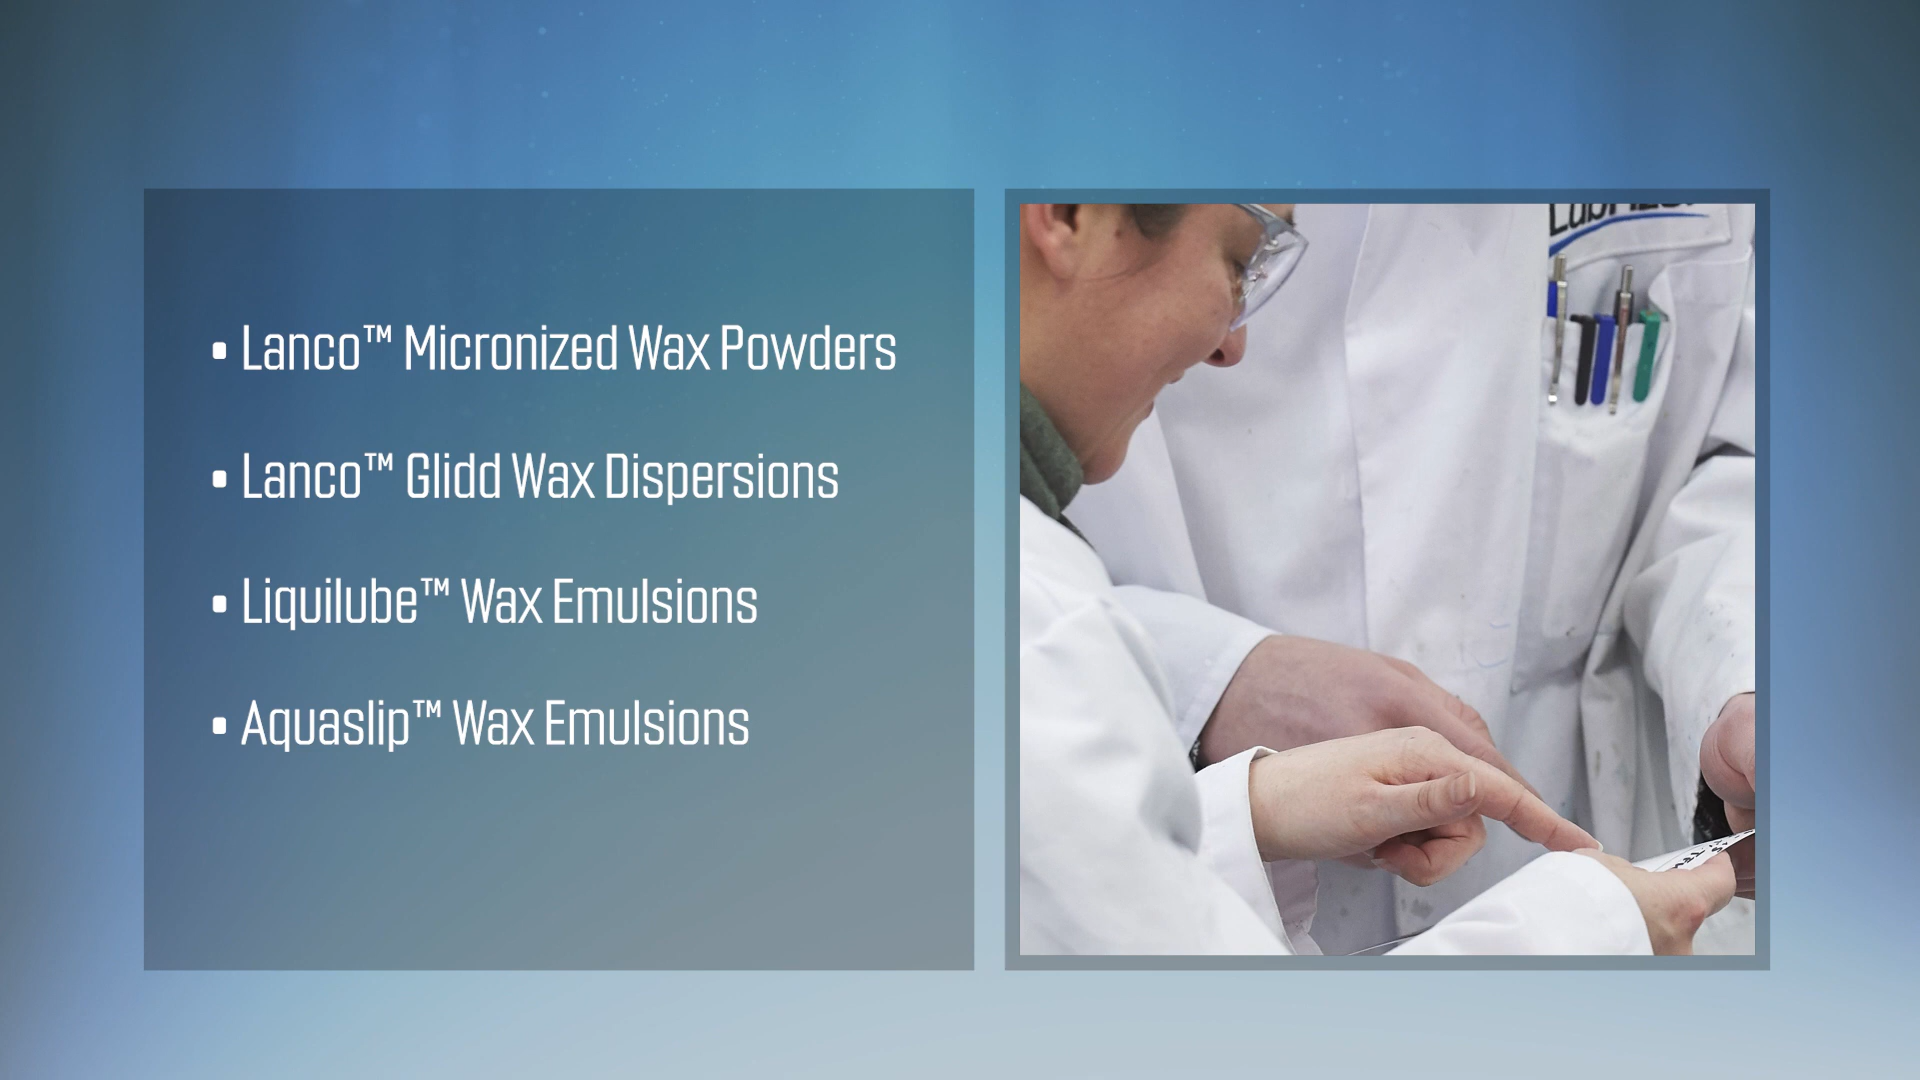 • Lanco™ Micronized Wax Powders
• Lanco™ Glidd Wax Dispersions
• Liquilube™ Wax Emulsions
• Aquaslip™ Wax Emulsions